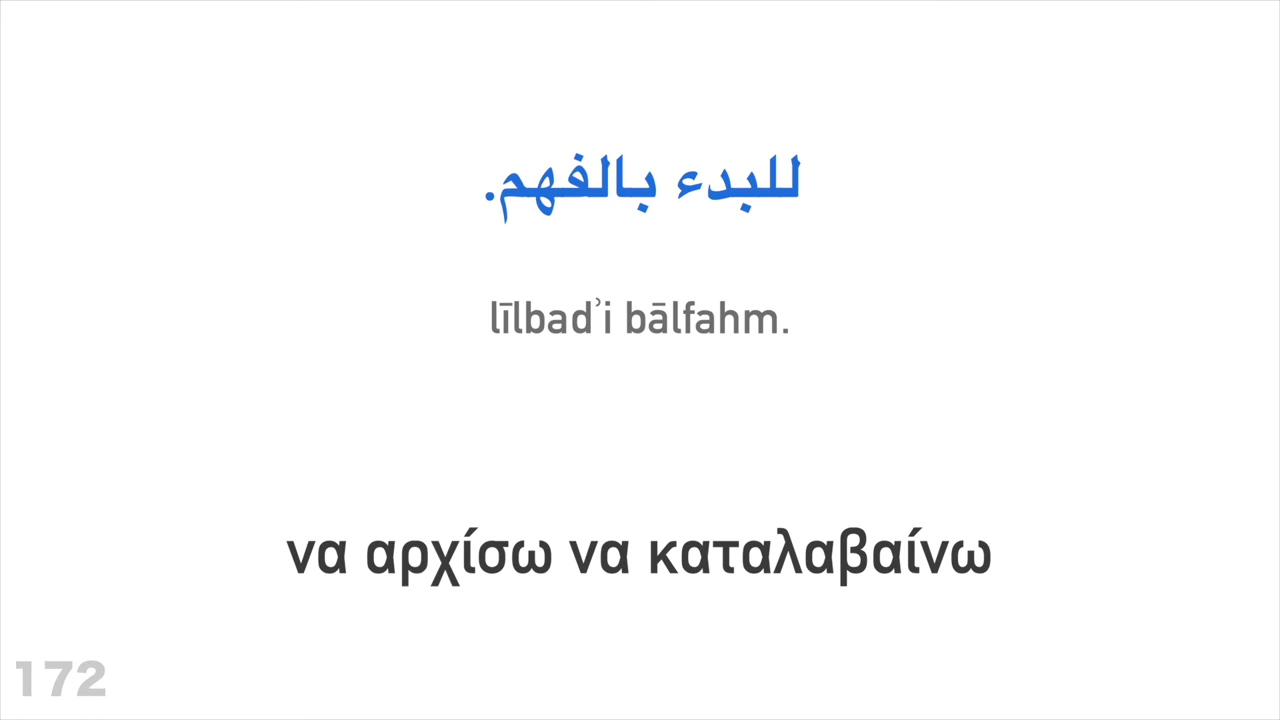 للبدء بالفهم.
līlbadʾi bālfahm.
να αρχίσω να καταλαβαίνω
172